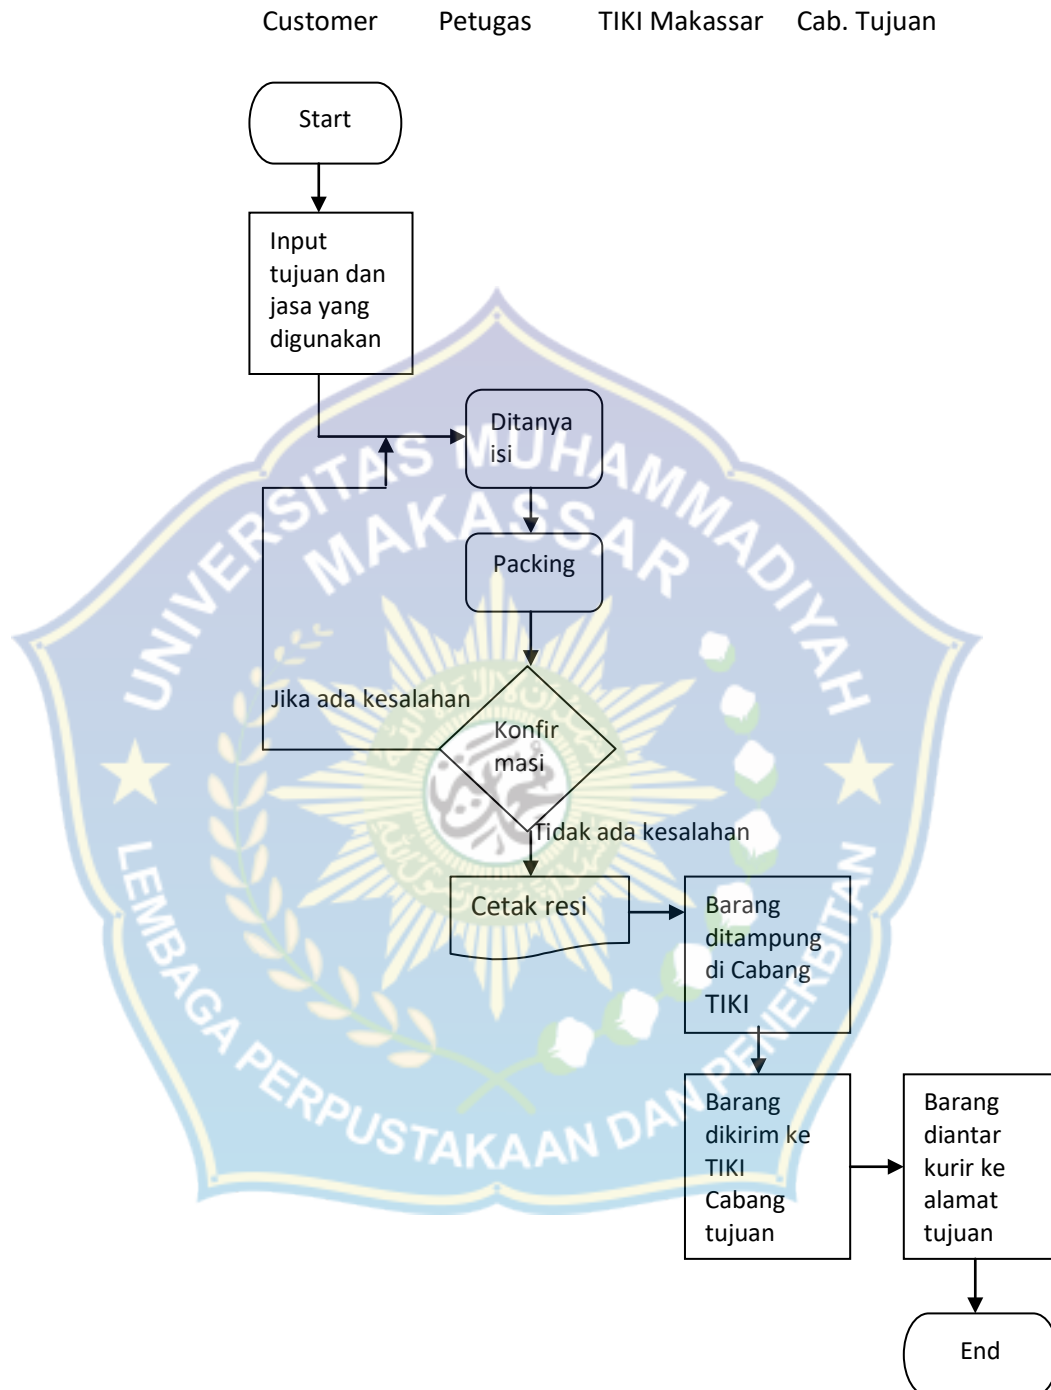 Customer Petugas TIKI Makassar Cab. Tujuan
Start
Input
tujuan dan
jasa yang
digunakan
Ditanya
isi
Packing
Jika ada kesalahan
Konfir
masi
Tidak ada kesalahan
Cetak resi
Barang
ditampung
di Cabang
TIKI
Barang
dikirim ke
TIKI
Cabang
tujuan
Barang
diantar
kurir ke
alamat
tujuan
End
UNIVERSITAS MUHAMMADIYAH
MAKASSAR
LEMBAGA PERPUSTAKAAN DAN PENERBITAN